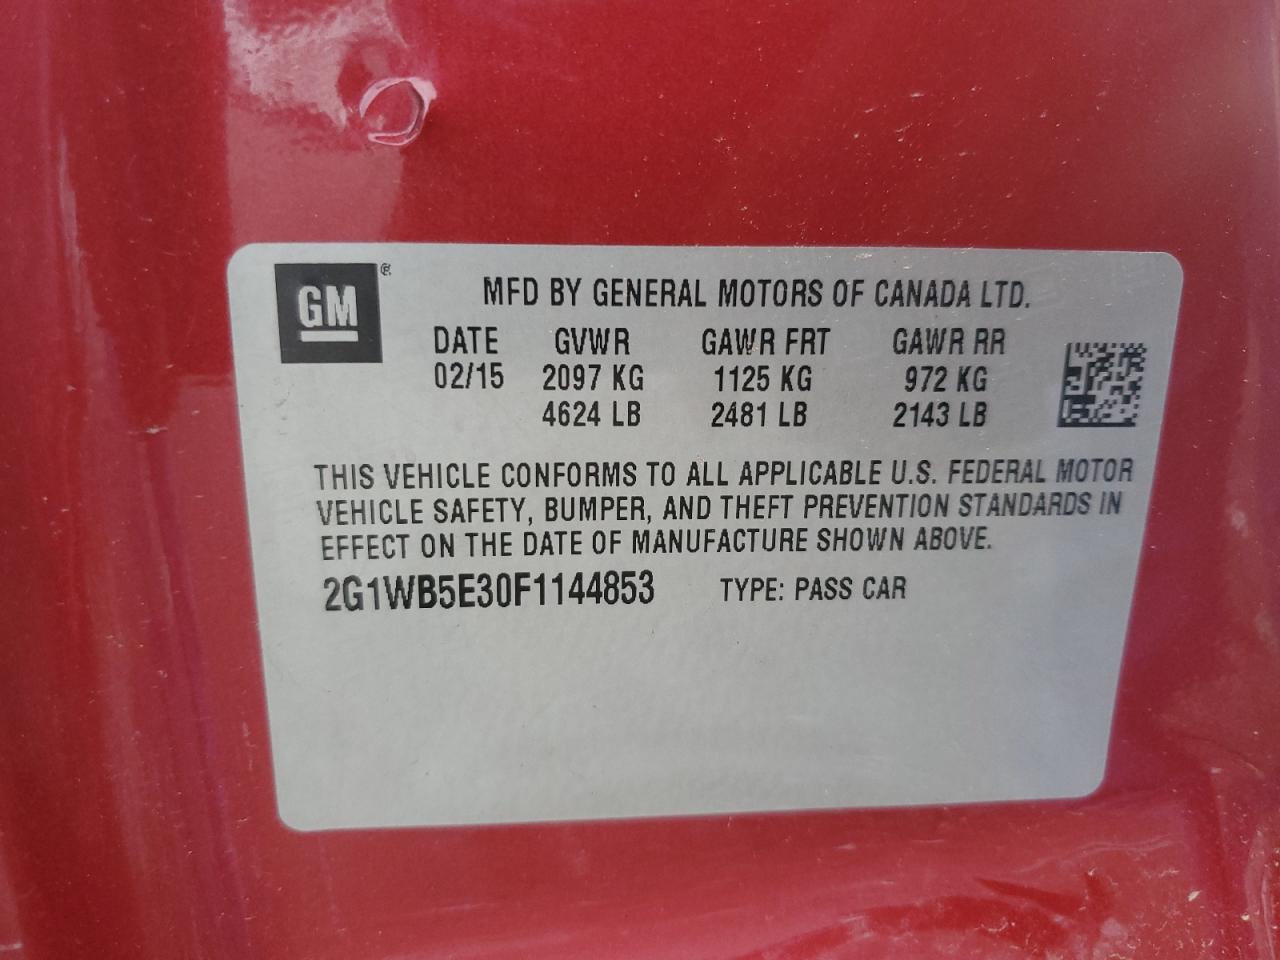 GM ®
MFD BY GENERAL MOTORS OF CANADA LTD.
DATE GVWR GAWR FRT GAWR RR
02/15 2097 KG 1125 KG 972 KG
4624 LB 2481 LB 2143 LB
THIS VEHICLE CONFORMS TO ALL APPLICABLE U.S. FEDERAL MOTOR
VEHICLE SAFETY, BUMPER, AND THEFT PREVENTION STANDARDS IN
EFFECT ON THE DATE OF MANUFACTURE SHOWN ABOVE.
2G1WB5E30F1144853 TYPE: PASS CAR